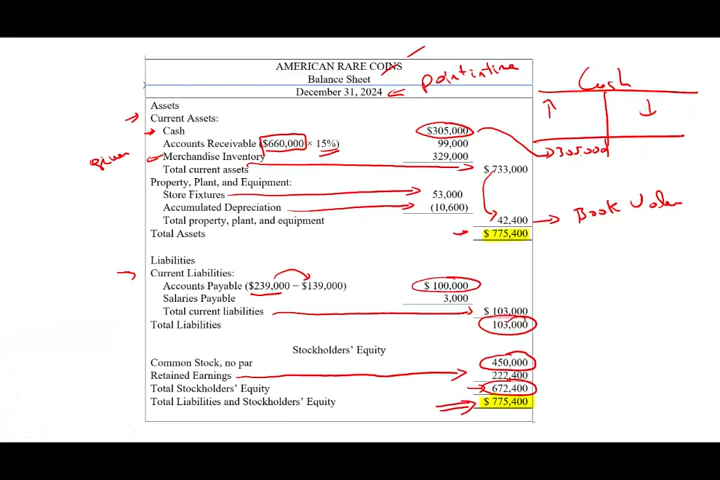 AMERICAN RARE COINS
Balance Sheet
December 31, 2024
point in time
Cash
↑ ↓
305000
given
Assets
Current Assets:
Cash $305,000
Accounts Receivable ($660,000 × 15%) 99,000
Merchandise Inventory 329,000
Total current assets $ 733,000
Property, Plant, and Equipment:
Store Fixtures 53,000
Accumulated Depreciation (10,600)
Total property, plant, and equipment 42,400
Book Value
Total Assets $ 775,400
Liabilities
Current Liabilities:
Accounts Payable ($239,000 − $139,000) $ 100,000
Salaries Payable 3,000
Total current liabilities $ 103,000
Total Liabilities 103,000
Stockholders’ Equity
Common Stock, no par 450,000
Retained Earnings 222,400
Total Stockholders’ Equity 672,400
Total Liabilities and Stockholders’ Equity $ 775,400